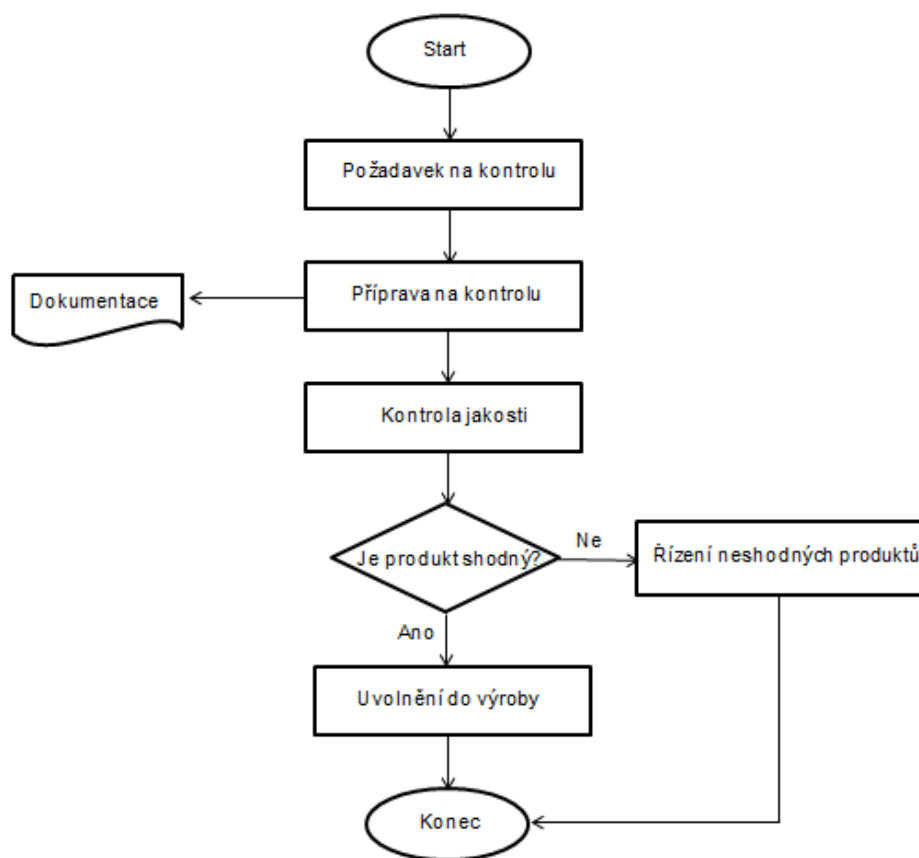 Start
Požadavek na kontrolu
Dokumentace
Příprava na kontrolu
Kontrola jakosti
Je produkt shodný?
Ne
Řízení neshodných produktů
Ano
Uvolnění do výroby
Konec